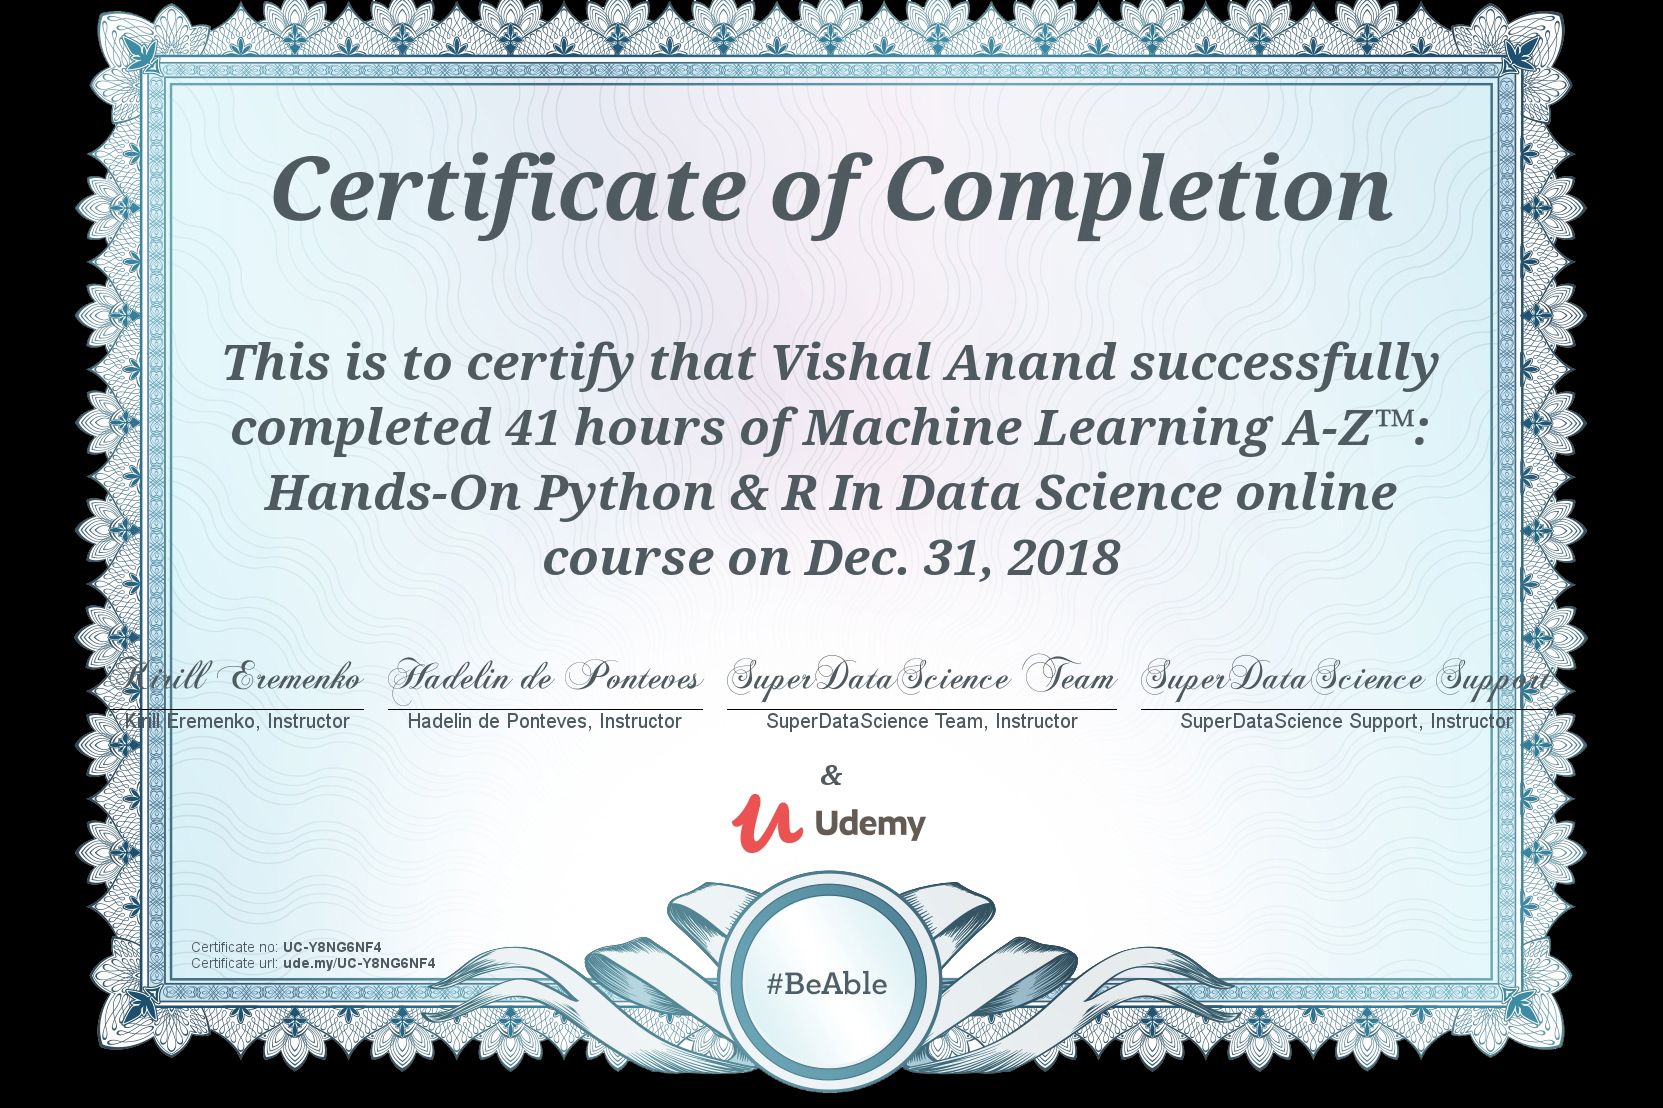 Certificate of Completion
This is to certify that Vishal Anand successfully
completed 41 hours of Machine Learning A-Z™:
Hands-On Python & R In Data Science online
course on Dec. 31, 2018
Kirill Eremenko Hadelin de Ponteves SuperDataScience Team SuperDataScience Support
Kirill Eremenko, Instructor Hadelin de Ponteves, Instructor SuperDataScience Team, Instructor SuperDataScience Support, Instructor
&
Udemy
Certificate no: UC-Y8NG6NF4
Certificate url: ude.my/UC-Y8NG6NF4
#BeAble